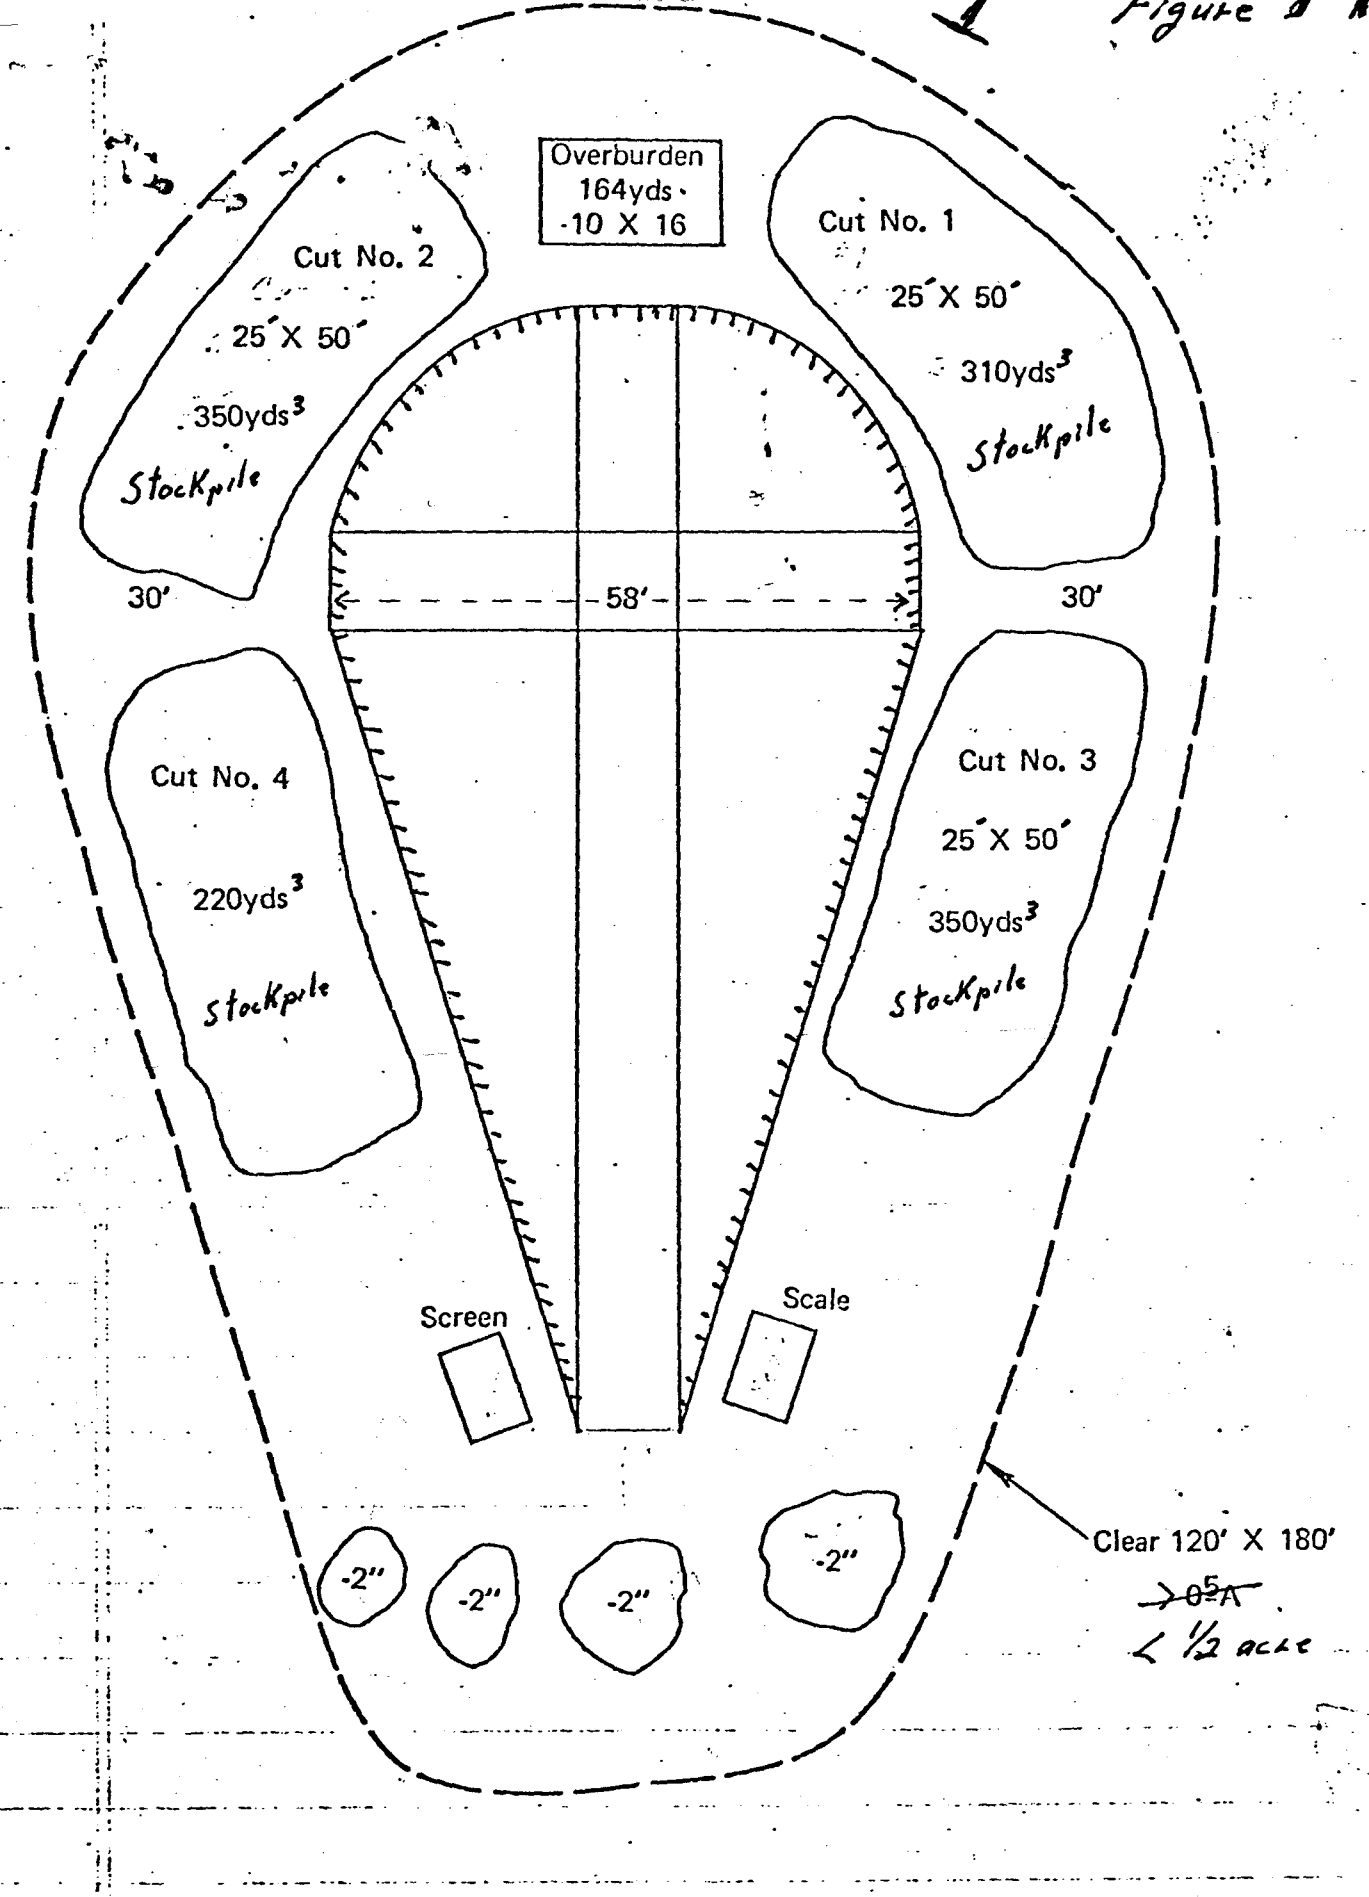 Figure
Overburden
164yds.
-10 X 16
Cut No. 1
25' X 50'
310yds³
Stockpile
Cut No. 2
25' X 50'
350yds³
Stockpile
30'
58'
30'
Cut No. 4
220yds³
Stockpile
Cut No. 3
25' X 50'
350yds³
Stockpile
Screen
Scale
-2"
-2"
-2"
-2"
Clear 120' X 180'
< 1/2 acre